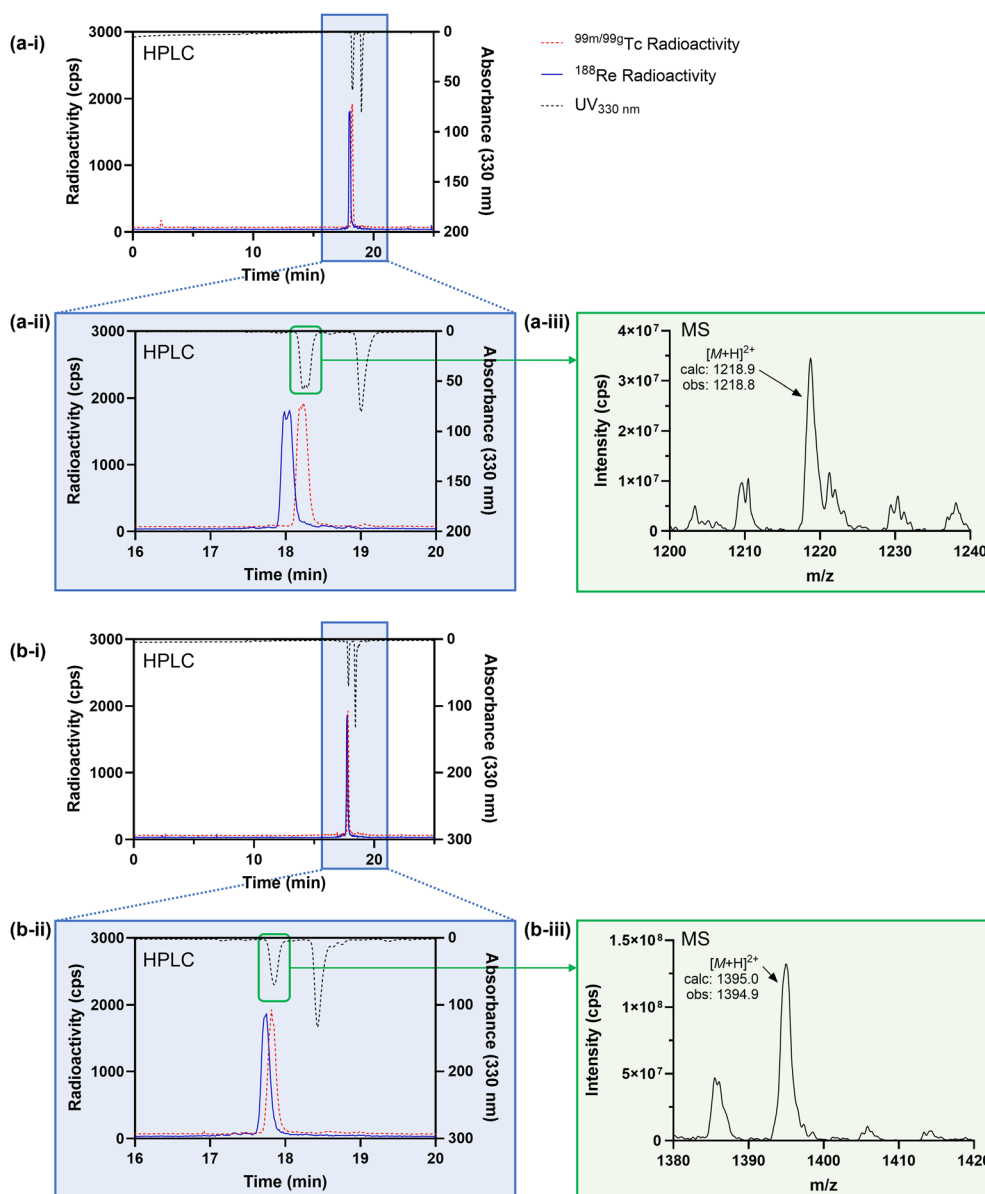 (a-i)
HPLC
Radioactivity (cps)
3000
2000
1000
0
0
10
20
Time (min)
0
50
100
150
200
Absorbance (330 nm)
99m/99gTc Radioactivity
188Re Radioactivity
UV330 nm
(a-ii)
HPLC
Radioactivity (cps)
3000
2000
1000
0
16
17
18
19
20
Time (min)
0
50
100
150
200
Absorbance (330 nm)
(a-iii)
MS
[M+H]2+
calc: 1218.9
obs: 1218.8
Intensity (cps)
4×10⁷
3×10⁷
2×10⁷
1×10⁷
0
1200
1210
1220
1230
1240
m/z
(b-i)
HPLC
Radioactivity (cps)
3000
2000
1000
0
0
10
20
Time (min)
0
100
200
300
Absorbance (330 nm)
(b-ii)
HPLC
Radioactivity (cps)
3000
2000
1000
0
16
17
18
19
20
Time (min)
0
100
200
300
Absorbance (330 nm)
(b-iii)
MS
[M+H]2+
calc: 1395.0
obs: 1394.9
Intensity (cps)
1.5×10⁸
1×10⁸
5×10⁷
0
1380
1390
1400
1410
1420
m/z